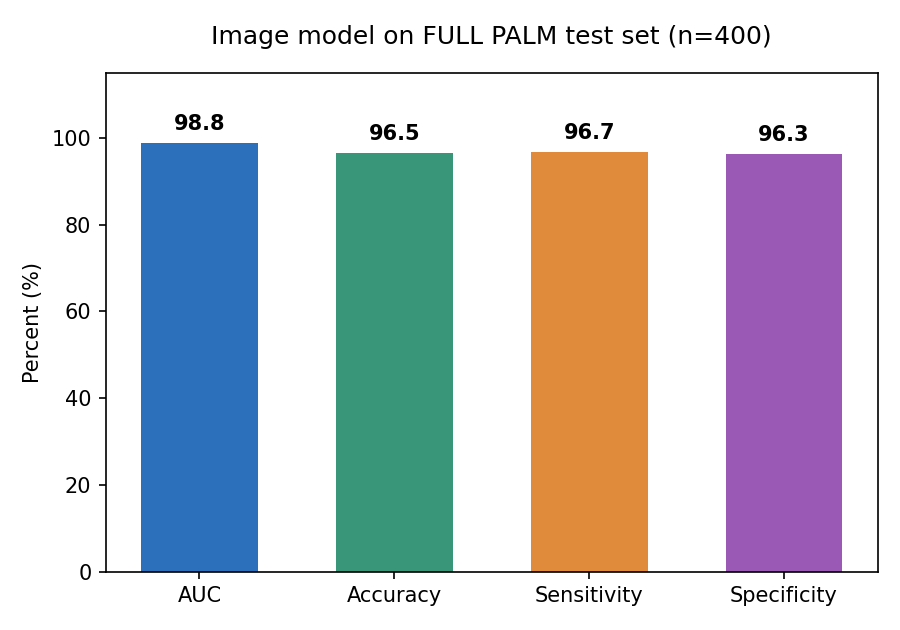 Image model on FULL PALM test set (n=400)
98.8
96.5
96.7
96.3
100
80
60
40
20
0
Percent (%)
AUC
Accuracy
Sensitivity
Specificity